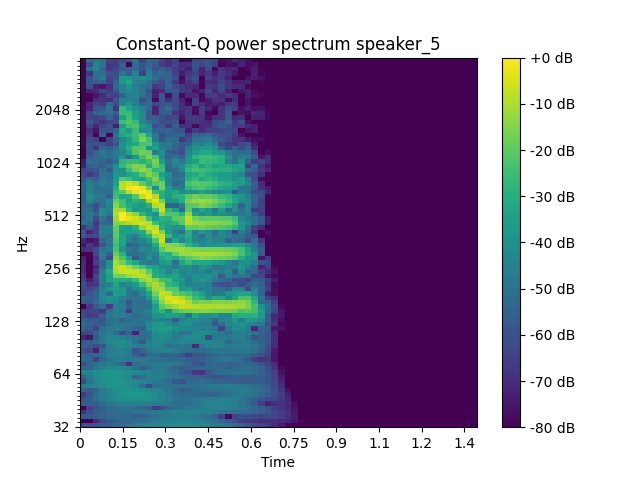 Constant-Q power spectrum speaker_5
Hz
2048
1024
512
256
128
64
32
0 0.15 0.3 0.45 0.6 0.75 0.9 1.1 1.2 1.4
Time
+0 dB
-10 dB
-20 dB
-30 dB
-40 dB
-50 dB
-60 dB
-70 dB
-80 dB